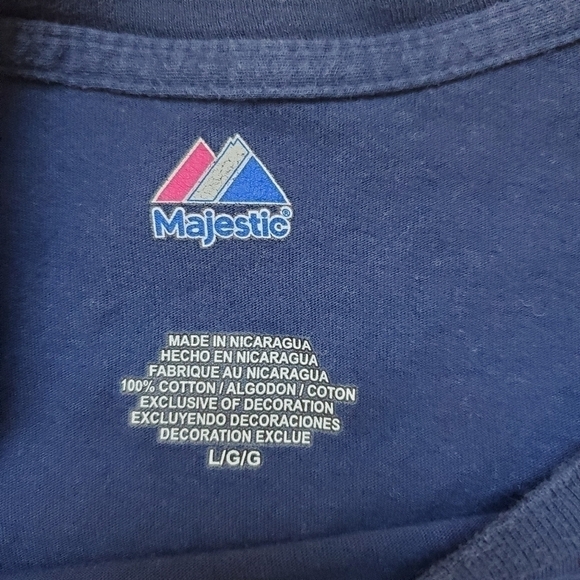 Majestic®
MADE IN NICARAGUA
HECHO EN NICARAGUA
FABRIQUE AU NICARAGUA
100% COTTON / ALGODON / COTON
EXCLUSIVE OF DECORATION
EXCLUYENDO DECORACIONES
DECORATION EXCLUE
L/G/G